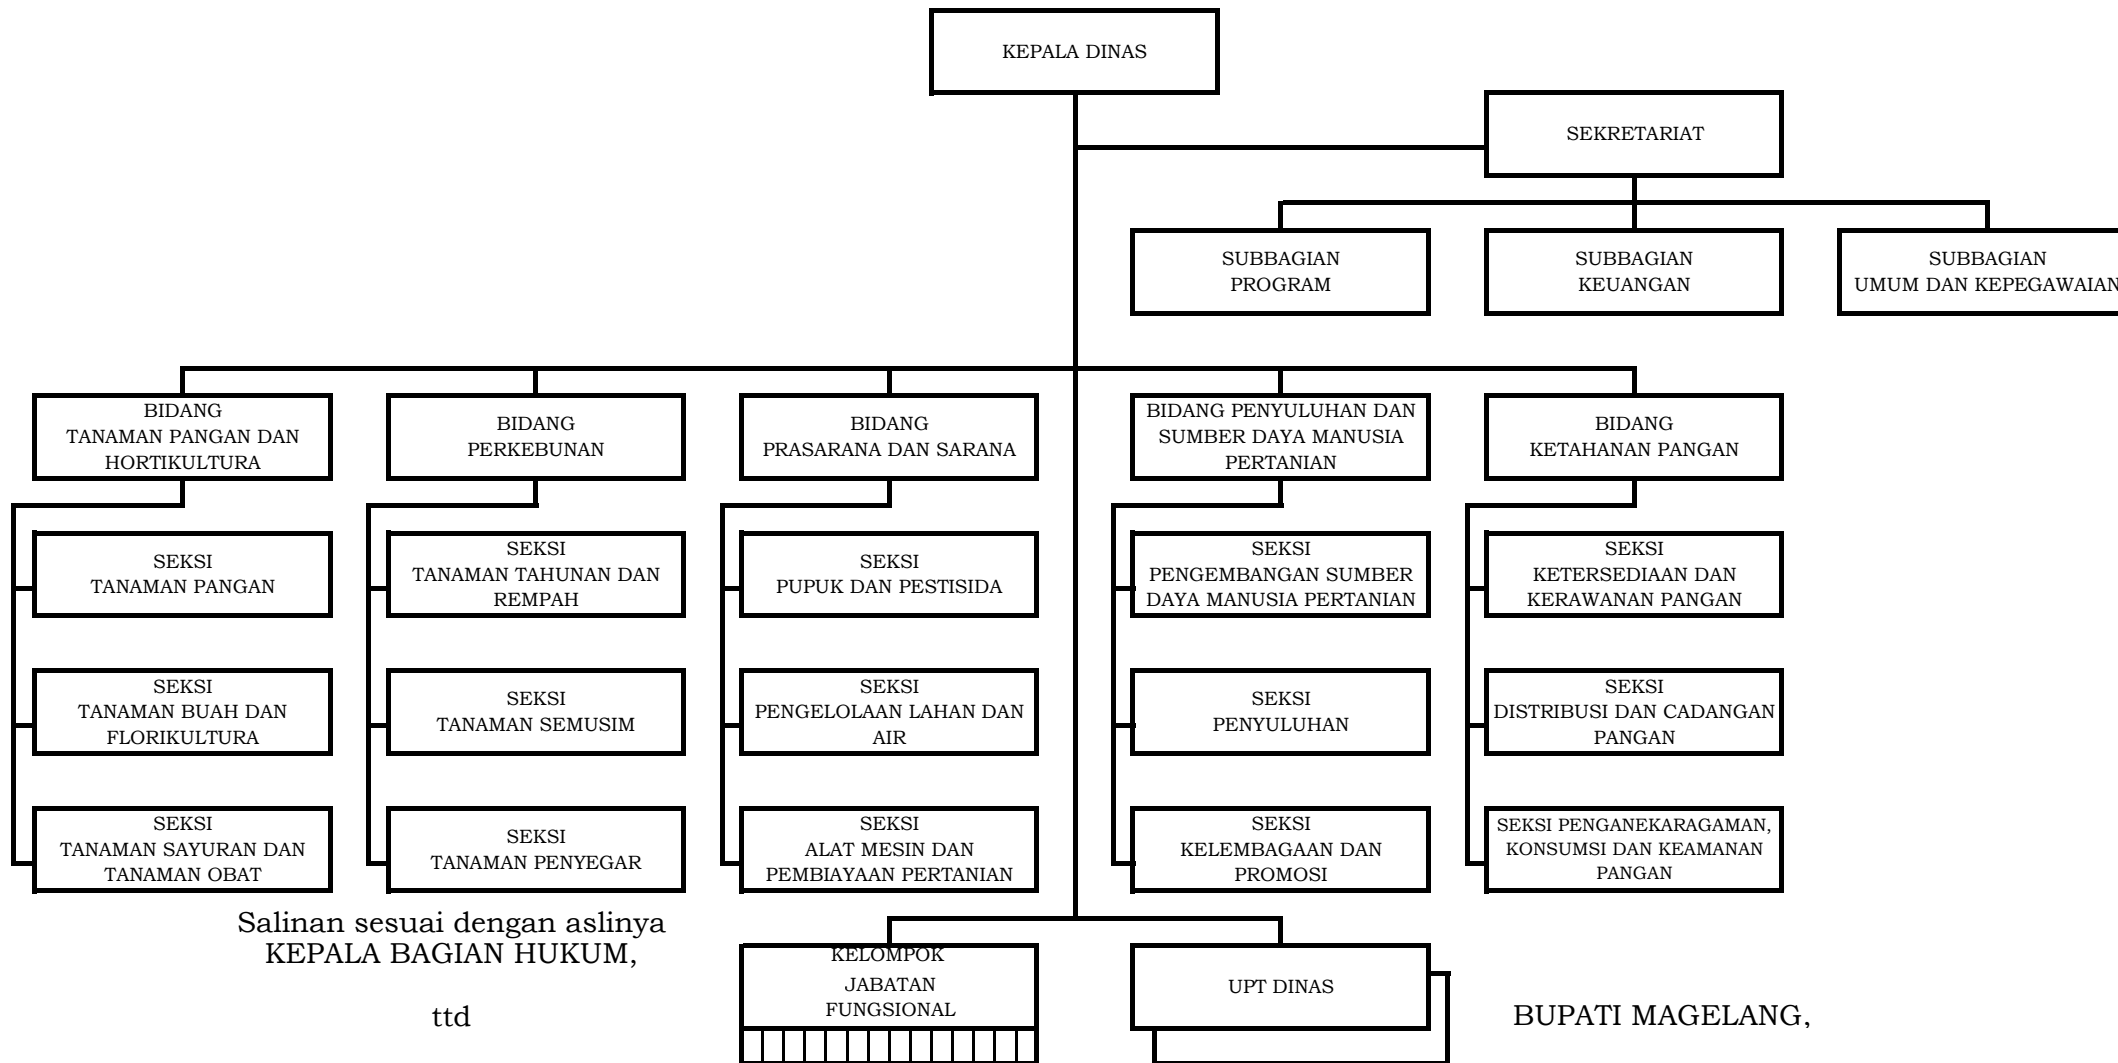 KEPALA DINAS
SEKRETARIAT
SUBBAGIAN
PROGRAM
SUBBAGIAN
KEUANGAN
SUBBAGIAN
UMUM DAN KEPEGAWAIAN
BIDANG
TANAMAN PANGAN DAN
HORTIKULTURA
BIDANG
PERKEBUNAN
BIDANG
PRASARANA DAN SARANA
BIDANG PENYULUHAN DAN
SUMBER DAYA MANUSIA
PERTANIAN
BIDANG
KETAHANAN PANGAN
SEKSI
TANAMAN PANGAN
SEKSI
TANAMAN TAHUNAN DAN
REMPAH
SEKSI
PUPUK DAN PESTISIDA
SEKSI
PENGEMBANGAN SUMBER
DAYA MANUSIA PERTANIAN
SEKSI
KETERSEDIAAN DAN
KERAWANAN PANGAN
SEKSI
TANAMAN BUAH DAN
FLORIKULTURA
SEKSI
TANAMAN SEMUSIM
SEKSI
PENGELOLAAN LAHAN DAN
AIR
SEKSI
PENYULUHAN
SEKSI
DISTRIBUSI DAN CADANGAN
PANGAN
SEKSI
TANAMAN SAYURAN DAN
TANAMAN OBAT
SEKSI
TANAMAN PENYEGAR
SEKSI
ALAT MESIN DAN
PEMBIAYAAN PERTANIAN
SEKSI
KELEMBAGAAN DAN
PROMOSI
SEKSI PENGANEKARAGAMAN,
KONSUMSI DAN KEAMANAN
PANGAN
Salinan sesuai dengan aslinya
KEPALA BAGIAN HUKUM,
ttd
KELOMPOK
JABATAN
FUNGSIONAL
UPT DINAS
BUPATI MAGELANG,